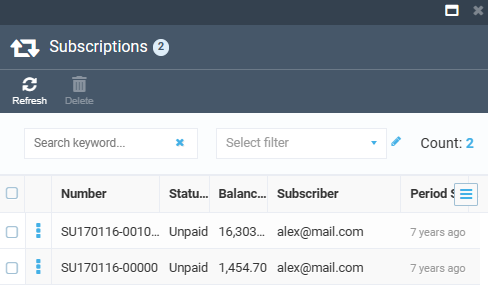 Subscriptions 2
Refresh Delete
Search keyword... Select filter Count: 2
Number Statu... Balanc... Subscriber Period S
SU170116-0010... Unpaid 16,303... alex@mail.com 7 years ago
SU170116-00000 Unpaid 1,454.70 alex@mail.com 7 years ago